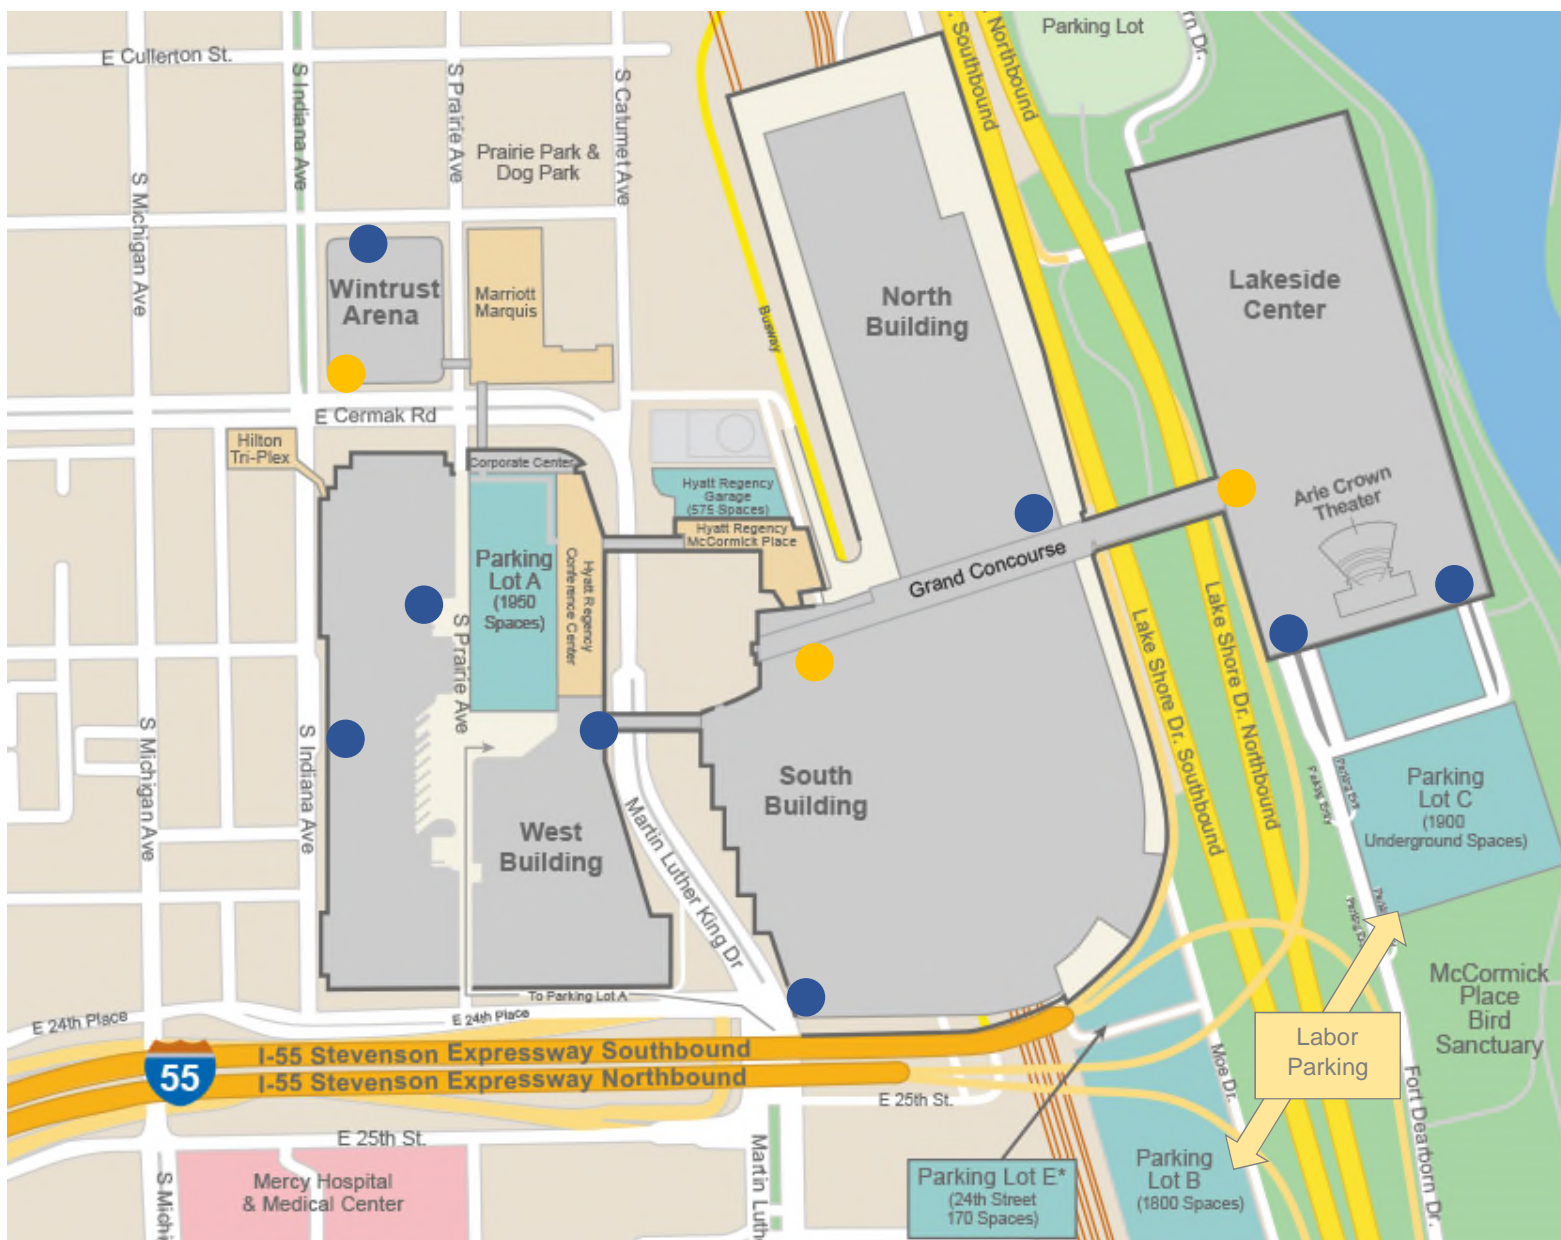 E Cullerton St.
S Indiana Ave
S Prairie Ave
S Calumet Ave
S Michigan Ave
Prairie Park &
Dog Park
Southbound
Northbound
Parking Lot
rn Dr.
Wintrust
Arena
Marriott
Marquis
Busway
North
Building
Lakeside
Center
E Cermak Rd
Hilton
Tri-Plex
Corporate Center
Hyatt Regency
Garage
(575 Spaces)
Hyatt Regency
McCormick Place
Arie Crown
Theater
Parking
Lot A
(1950
Spaces)
Hyatt Regency
Conference Center
Grand Concourse
S Prairie Ave
Lake Shore Dr. Southbound
Lake Shore Dr. Northbound
S Michigan Ave
S Indiana Ave
South
Building
West
Building
Martin Luther King Dr
Parking
Lot C
(1900
Underground Spaces)
To Parking Lot A
E 24th Place
E 24th Place
I-55 Stevenson Expressway Southbound
I-55 Stevenson Expressway Northbound
55
McCormick
Place
Bird
Sanctuary
Labor
Parking
Moe Dr.
Fort Dearborn Dr.
E 25th St.
E 25th St.
Mercy Hospital
& Medical Center
S Michi
Martin Luth
Parking Lot E*
(24th Street
170 Spaces)
Parking
Lot B
(1800 Spaces)